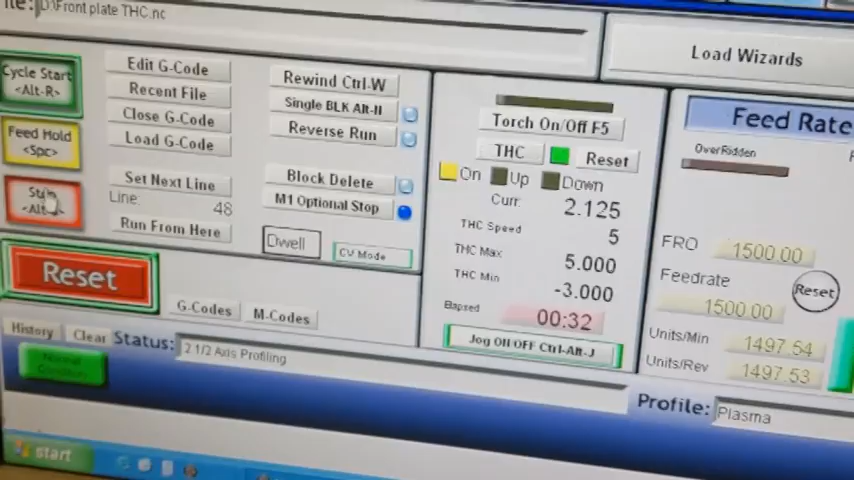 D:\Front plate THC.nc
Load Wizards
Cycle Start
<Alt-R>
Edit G-Code
Recent File
Close G-Code
Load G-Code
Rewind Ctrl-W
Single BLK Alt-N
Reverse Run
Feed Hold
<Spc>
Set Next Line
Line: 48
Run From Here
Block Delete
M1 Optional Stop
Dwell
CV Mode
Reset
G-Codes
M-Codes
Torch On/Off F5
THC
Reset
On
Up
Down
Curr. 2.125
THC Speed 5
THC Max 5.000
THC Min -3.000
Elapsed 00:32
Jog ON/OFF Ctrl-Alt-J
Feed Rate
OverRidden
FRO 1500.00
Feedrate 1500.00
Reset
Units/Min 1497.54
Units/Rev 1497.53
History
Clear
Status: 2 1/2 Axis Profiling
Normal
Condition
Profile: Plasma
start